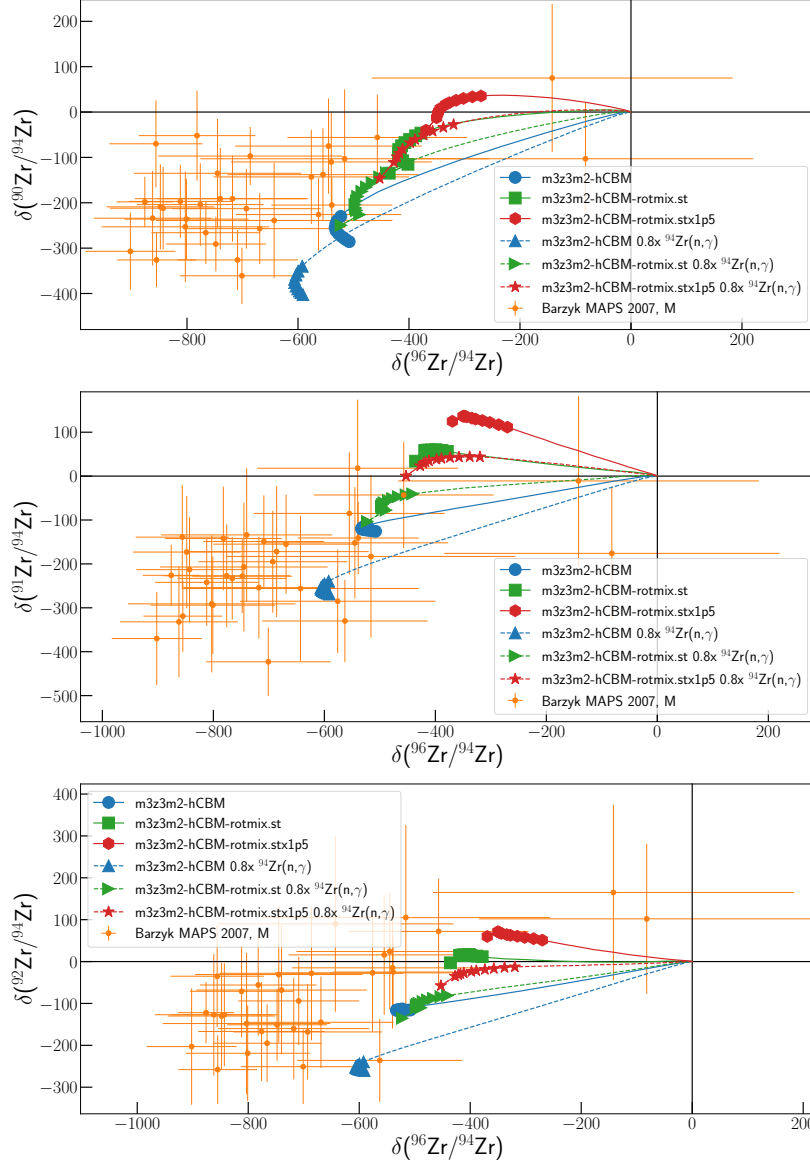 200
100
0
−100
−200
−300
−400
δ(⁹⁰Zr/⁹⁴Zr)
m3z3m2-hCBM
m3z3m2-hCBM-rotmix.st
m3z3m2-hCBM-rotmix.stx1p5
m3z3m2-hCBM 0.8x ⁹⁴Zr(n,γ)
m3z3m2-hCBM-rotmix.st 0.8x ⁹⁴Zr(n,γ)
m3z3m2-hCBM-rotmix.stx1p5 0.8x ⁹⁴Zr(n,γ)
Barzyk MAPS 2007, M
−800 −600 −400 −200 0 200
δ(⁹⁶Zr/⁹⁴Zr)
100
0
−100
−200
−300
−400
−500
δ(⁹¹Zr/⁹⁴Zr)
m3z3m2-hCBM
m3z3m2-hCBM-rotmix.st
m3z3m2-hCBM-rotmix.stx1p5
m3z3m2-hCBM 0.8x ⁹⁴Zr(n,γ)
m3z3m2-hCBM-rotmix.st 0.8x ⁹⁴Zr(n,γ)
m3z3m2-hCBM-rotmix.stx1p5 0.8x ⁹⁴Zr(n,γ)
Barzyk MAPS 2007, M
−1000 −800 −600 −400 −200 0 200
δ(⁹⁶Zr/⁹⁴Zr)
400
300
200
100
0
−100
−200
−300
δ(⁹²Zr/⁹⁴Zr)
m3z3m2-hCBM
m3z3m2-hCBM-rotmix.st
m3z3m2-hCBM-rotmix.stx1p5
m3z3m2-hCBM 0.8x ⁹⁴Zr(n,γ)
m3z3m2-hCBM-rotmix.st 0.8x ⁹⁴Zr(n,γ)
m3z3m2-hCBM-rotmix.stx1p5 0.8x ⁹⁴Zr(n,γ)
Barzyk MAPS 2007, M
−1000 −800 −600 −400 −200 0
δ(⁹⁶Zr/⁹⁴Zr)